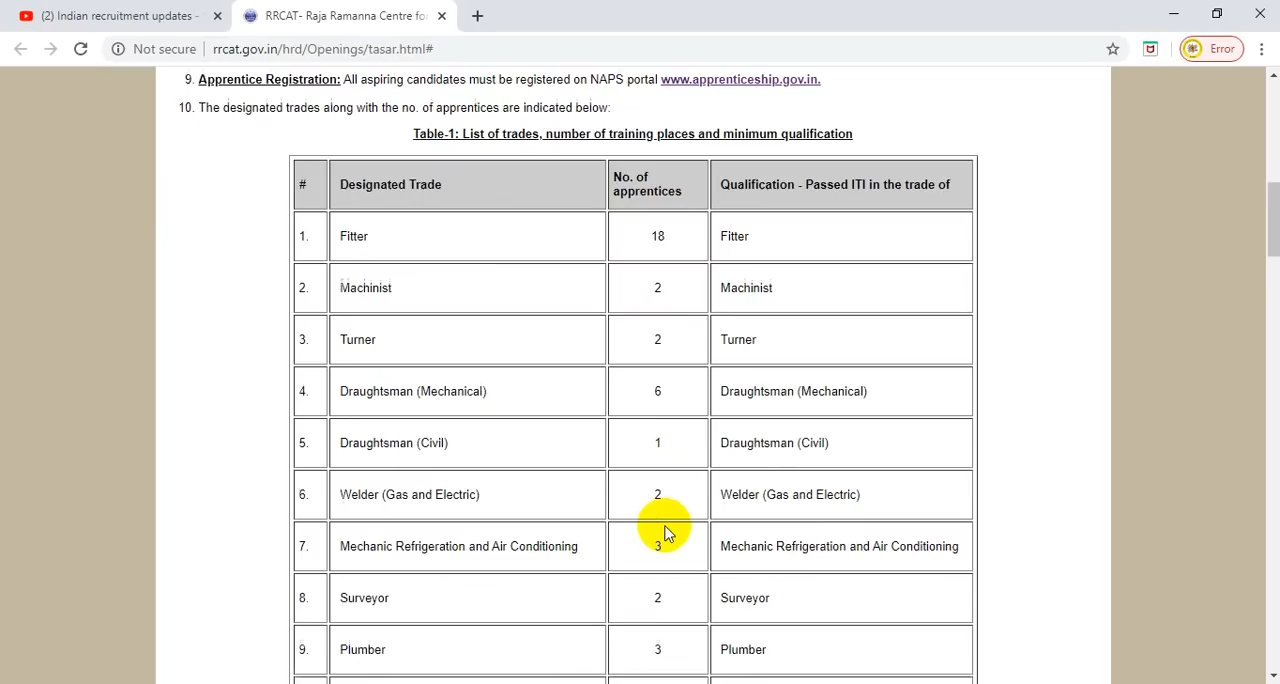 (2) Indian recruitment updates -
RRCAT- Raja Ramanna Centre for
Not secure
rrcat.gov.in/hrd/Openings/tasar.html#
Error
9. Apprentice Registration: All aspiring candidates must be registered on NAPS portal www.apprenticeship.gov.in.
10. The designated trades along with the no. of apprentices are indicated below:
Table-1: List of trades, number of training places and minimum qualification
# Designated Trade No. of apprentices Qualification - Passed ITI in the trade of
1. Fitter 18 Fitter
2. Machinist 2 Machinist
3. Turner 2 Turner
4. Draughtsman (Mechanical) 6 Draughtsman (Mechanical)
5. Draughtsman (Civil) 1 Draughtsman (Civil)
6. Welder (Gas and Electric) 2 Welder (Gas and Electric)
7. Mechanic Refrigeration and Air Conditioning 3 Mechanic Refrigeration and Air Conditioning
8. Surveyor 2 Surveyor
9. Plumber 3 Plumber